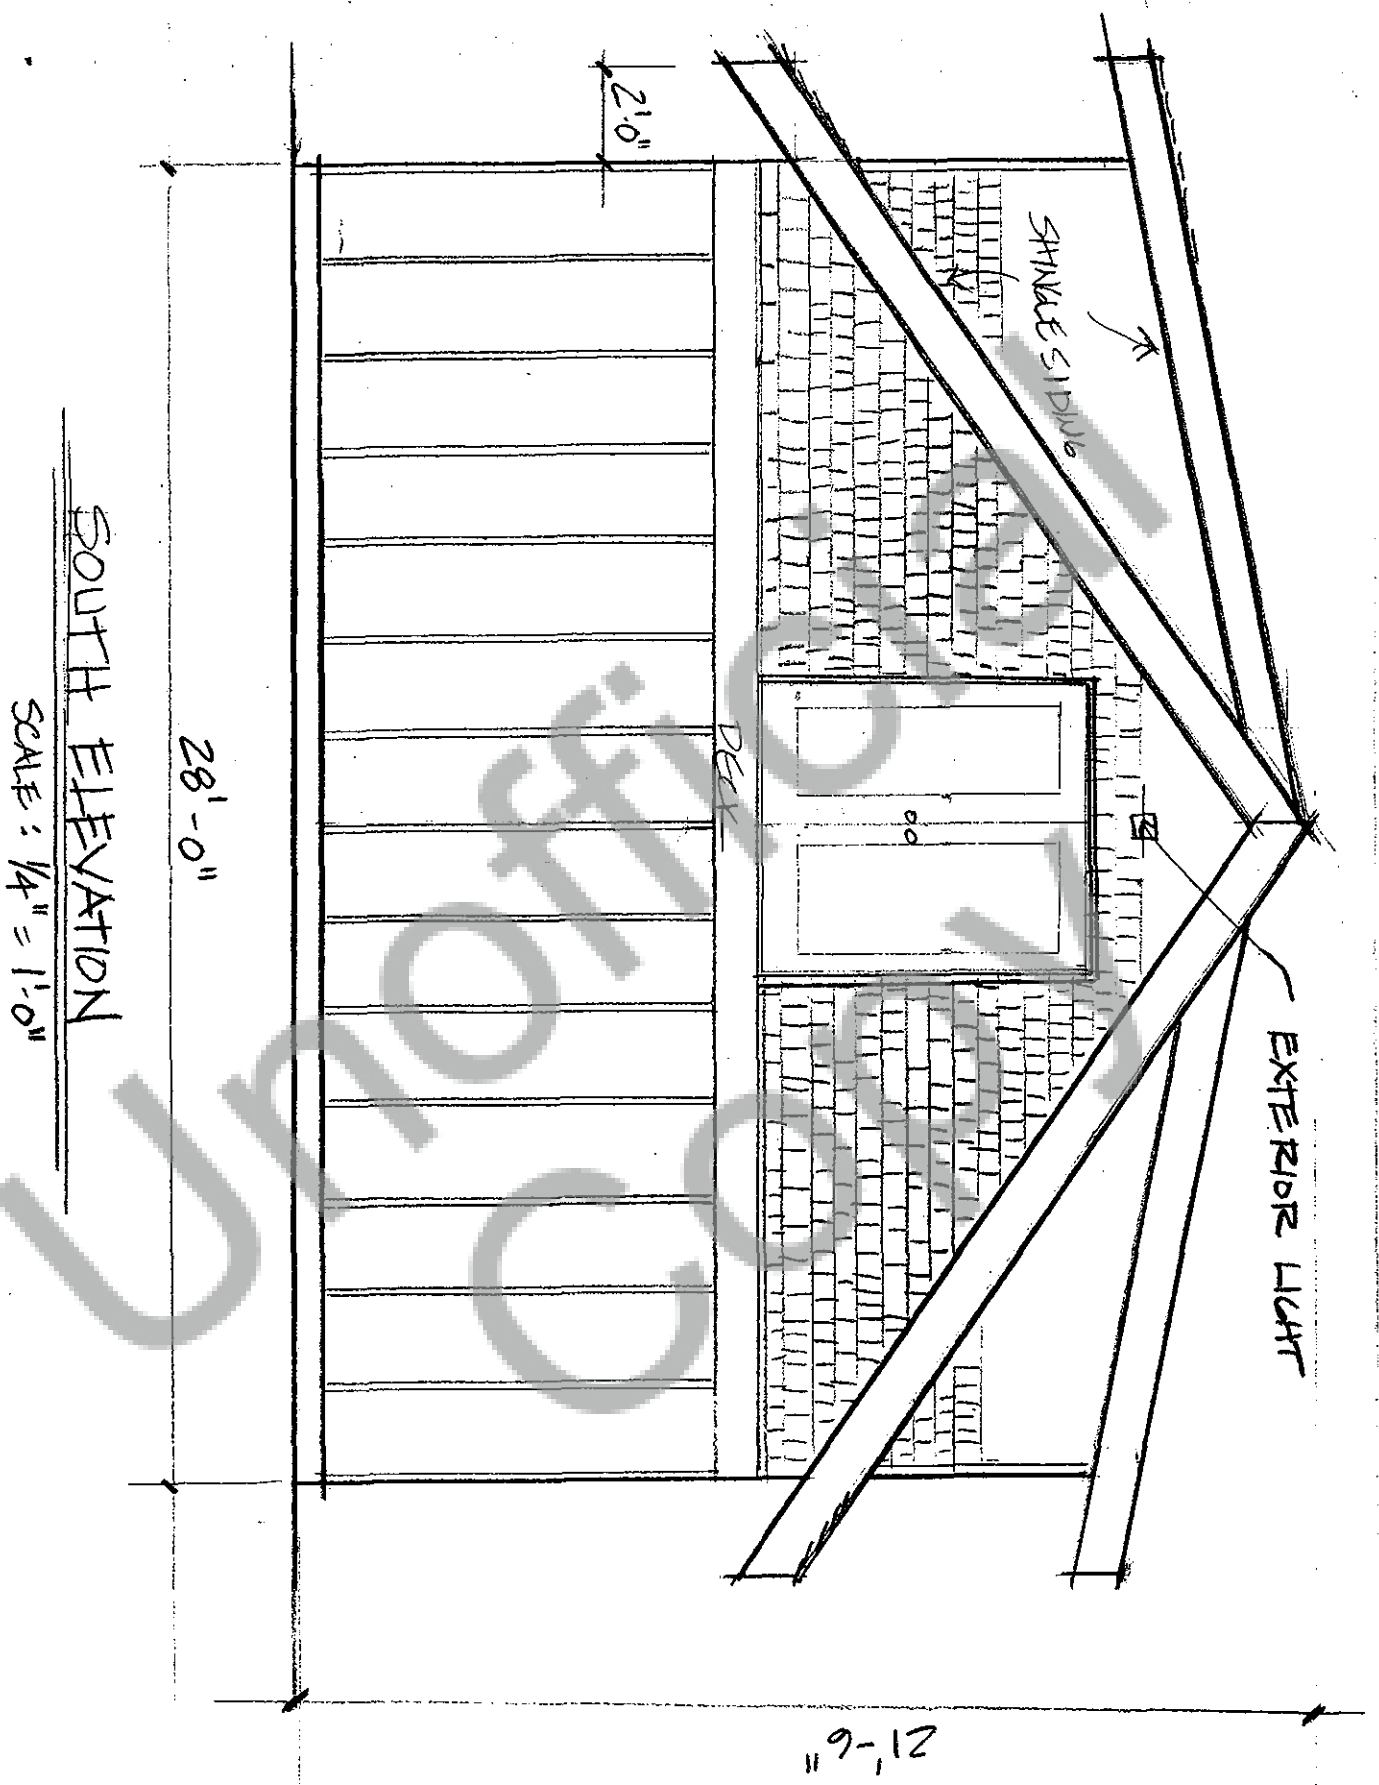 EXTERIOR LIGHT
SHINGLE SIDING
2'-0"
DECK
21'-6"
28'-0"
SOUTH ELEVATION
SCALE: 1/4" = 1'-0"
Unofficial
Copy